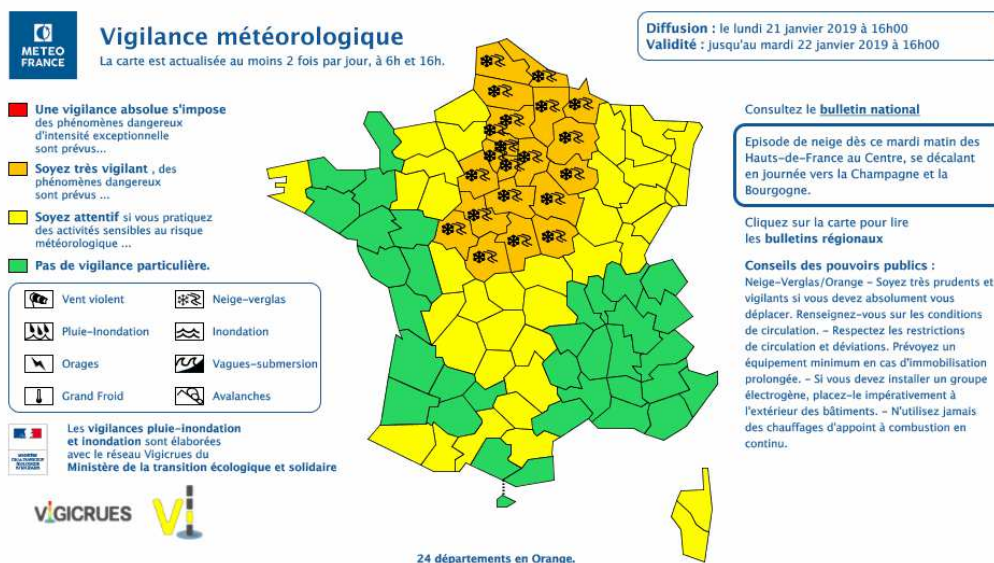 METEO
FRANCE
Vigilance météorologique
La carte est actualisée au moins 2 fois par jour, à 6h et 16h.
Diffusion : le lundi 21 janvier 2019 à 16h00
Validité : jusqu'au mardi 22 janvier 2019 à 16h00
Une vigilance absolue s'impose
des phénomènes dangereux
d'intensité exceptionnelle
sont prévus...
Soyez très vigilant , des
phénomènes dangereux
sont prévus ...
Soyez attentif si vous pratiquez
des activités sensibles au risque
météorologique ...
Pas de vigilance particulière.
Vent violent
Neige-verglas
Pluie-Inondation
Inondation
Orages
Vagues-submersion
Grand Froid
Avalanches
Les vigilances pluie-inondation
et inondation sont élaborées
avec le réseau Vigicrues du
Ministère de la transition écologique et solidaire
VIGICRUES
Consultez le bulletin national
Episode de neige dès ce mardi matin des
Hauts-de-France au Centre, se décalant
en journée vers la Champagne et la
Bourgogne.
Cliquez sur la carte pour lire
les bulletins régionaux
Conseils des pouvoirs publics :
Neige-Verglas/Orange – Soyez très prudents et
vigilants si vous devez absolument vous
déplacer. Renseignez-vous sur les conditions
de circulation. – Respectez les restrictions
de circulation et déviations. Prévoyez un
équipement minimum en cas d'immobilisation
prolongée. – Si vous devez installer un groupe
électrogène, placez-le impérativement à
l'extérieur des bâtiments. – N'utilisez jamais
des chauffages d'appoint à combustion en
continu.
24 départements en Orange.